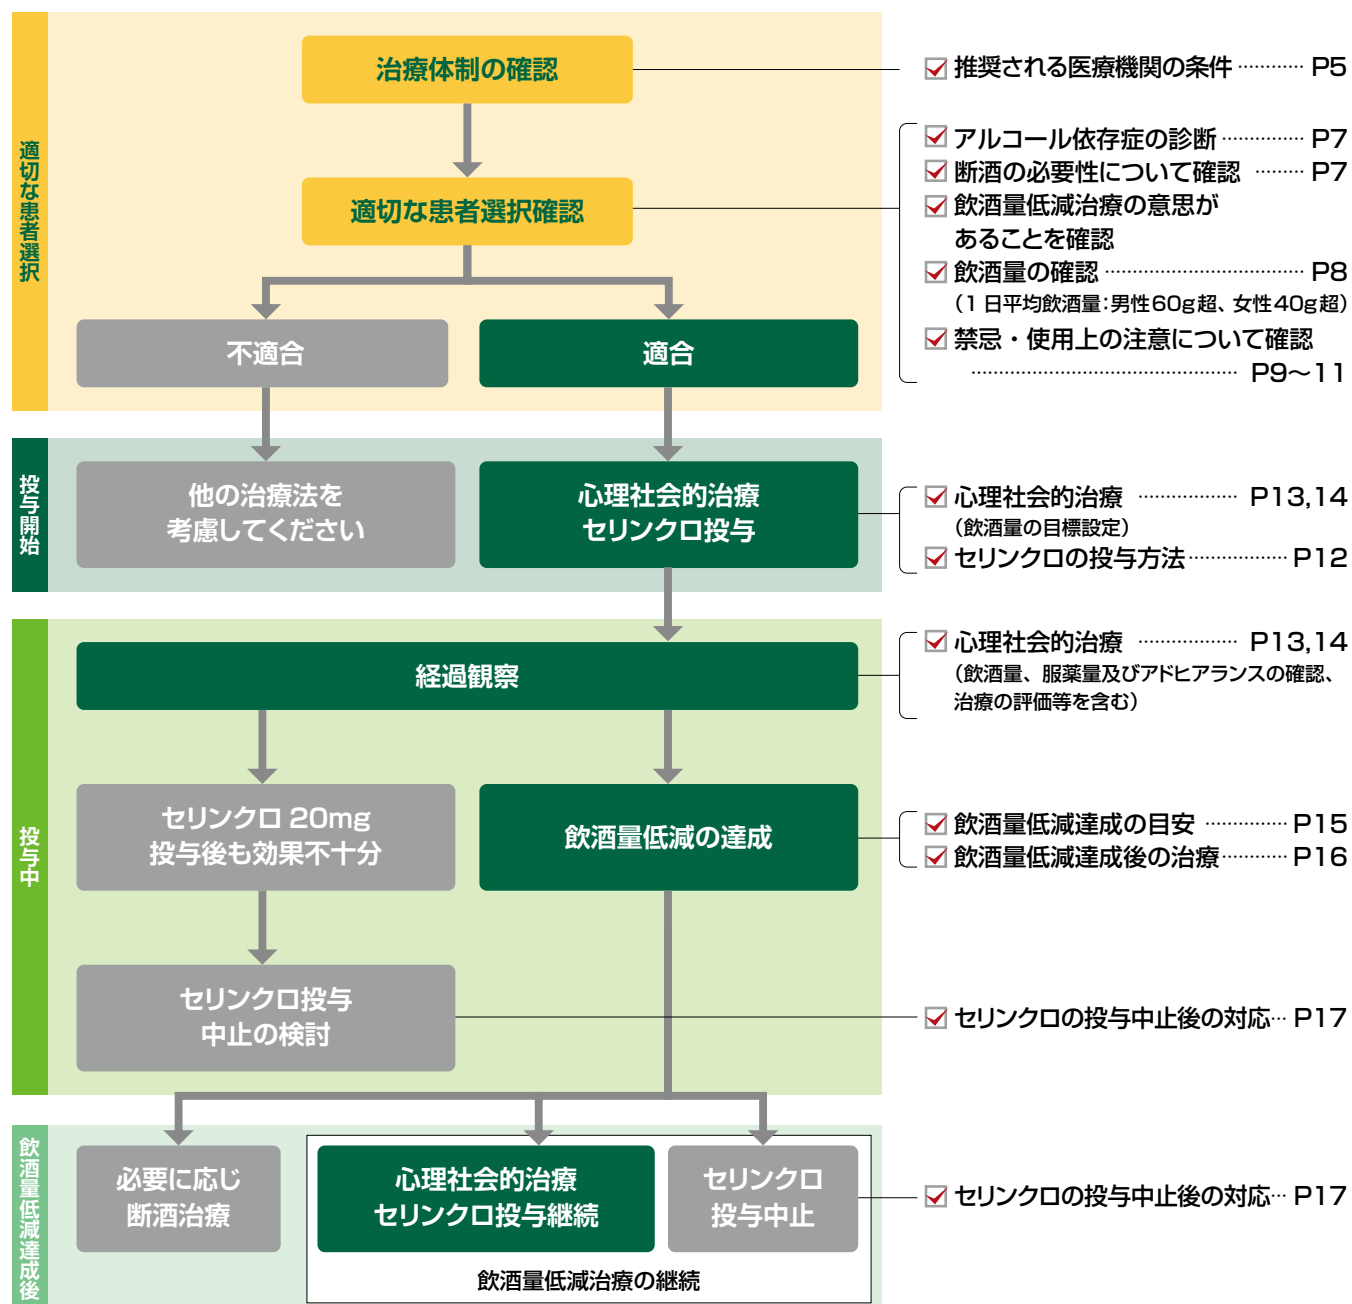 適切な患者選択
治療体制の確認
推奨される医療機関の条件 ………… P5
適切な患者選択確認
アルコール依存症の診断 …………… P7
断酒の必要性について確認 ……… P7
飲酒量低減治療の意思が
あることを確認
飲酒量の確認 ……………………………… P8
（1日平均飲酒量：男性60g超、女性40g超）
禁忌・使用上の注意について確認
………………………………………… P9～11
不適合
適合
投与開始
他の治療法を
考慮してください
心理社会的治療
セリンクロ投与
心理社会的治療 ……………… P13,14
（飲酒量の目標設定）
セリンクロの投与方法 ……………… P12
投与中
経過観察
心理社会的治療 ……………… P13,14
（飲酒量、服薬量及びアドヒアランスの確認、
治療の評価等を含む）
セリンクロ 20mg
投与後も効果不十分
飲酒量低減の達成
飲酒量低減達成の目安 …………… P15
飲酒量低減達成後の治療 ………… P16
セリンクロ投与
中止の検討
セリンクロの投与中止後の対応… P17
飲酒量低減達成後
必要に応じ
断酒治療
心理社会的治療
セリンクロ投与継続
セリンクロ
投与中止
セリンクロの投与中止後の対応… P17
飲酒量低減治療の継続